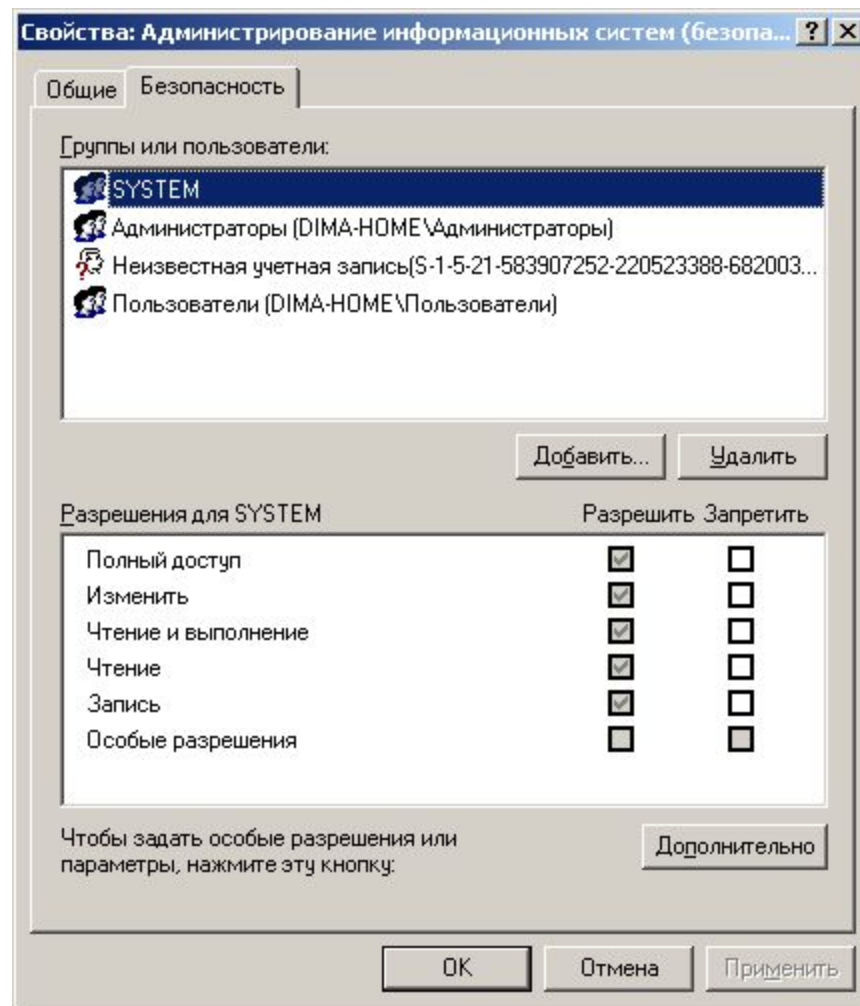 Свойства: Администрирование информационных систем (безопа...
Общие
Безопасность
Группы или пользователи:
SYSTEM
Администраторы (DIMA-HOME\Администраторы)
Неизвестная учетная запись(S-1-5-21-583907252-220523388-682003...
Пользователи (DIMA-HOME\Пользователи)
Добавить... Удалить
Разрешения для SYSTEM Разрешить Запретить
Полный доступ
Изменить
Чтение и выполнение
Чтение
Запись
Особые разрешения
Чтобы задать особые разрешения или
параметры, нажмите эту кнопку:
Дополнительно
OK Отмена Применить